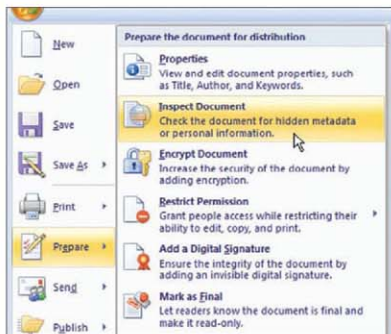 New
Open
Save
Save As
Print
Prepare
Send
Publish
Prepare the document for distribution
Properties
View and edit document properties, such
as Title, Author, and Keywords.
Inspect Document
Check the document for hidden metadata
or personal information.
Encrypt Document
Increase the security of the document by
adding encryption.
Restrict Permission
Grant people access while restricting their
ability to edit, copy, and print.
Add a Digital Signature
Ensure the integrity of the document by
adding an invisible digital signature.
Mark as Final
Let readers know the document is final and
make it read-only.